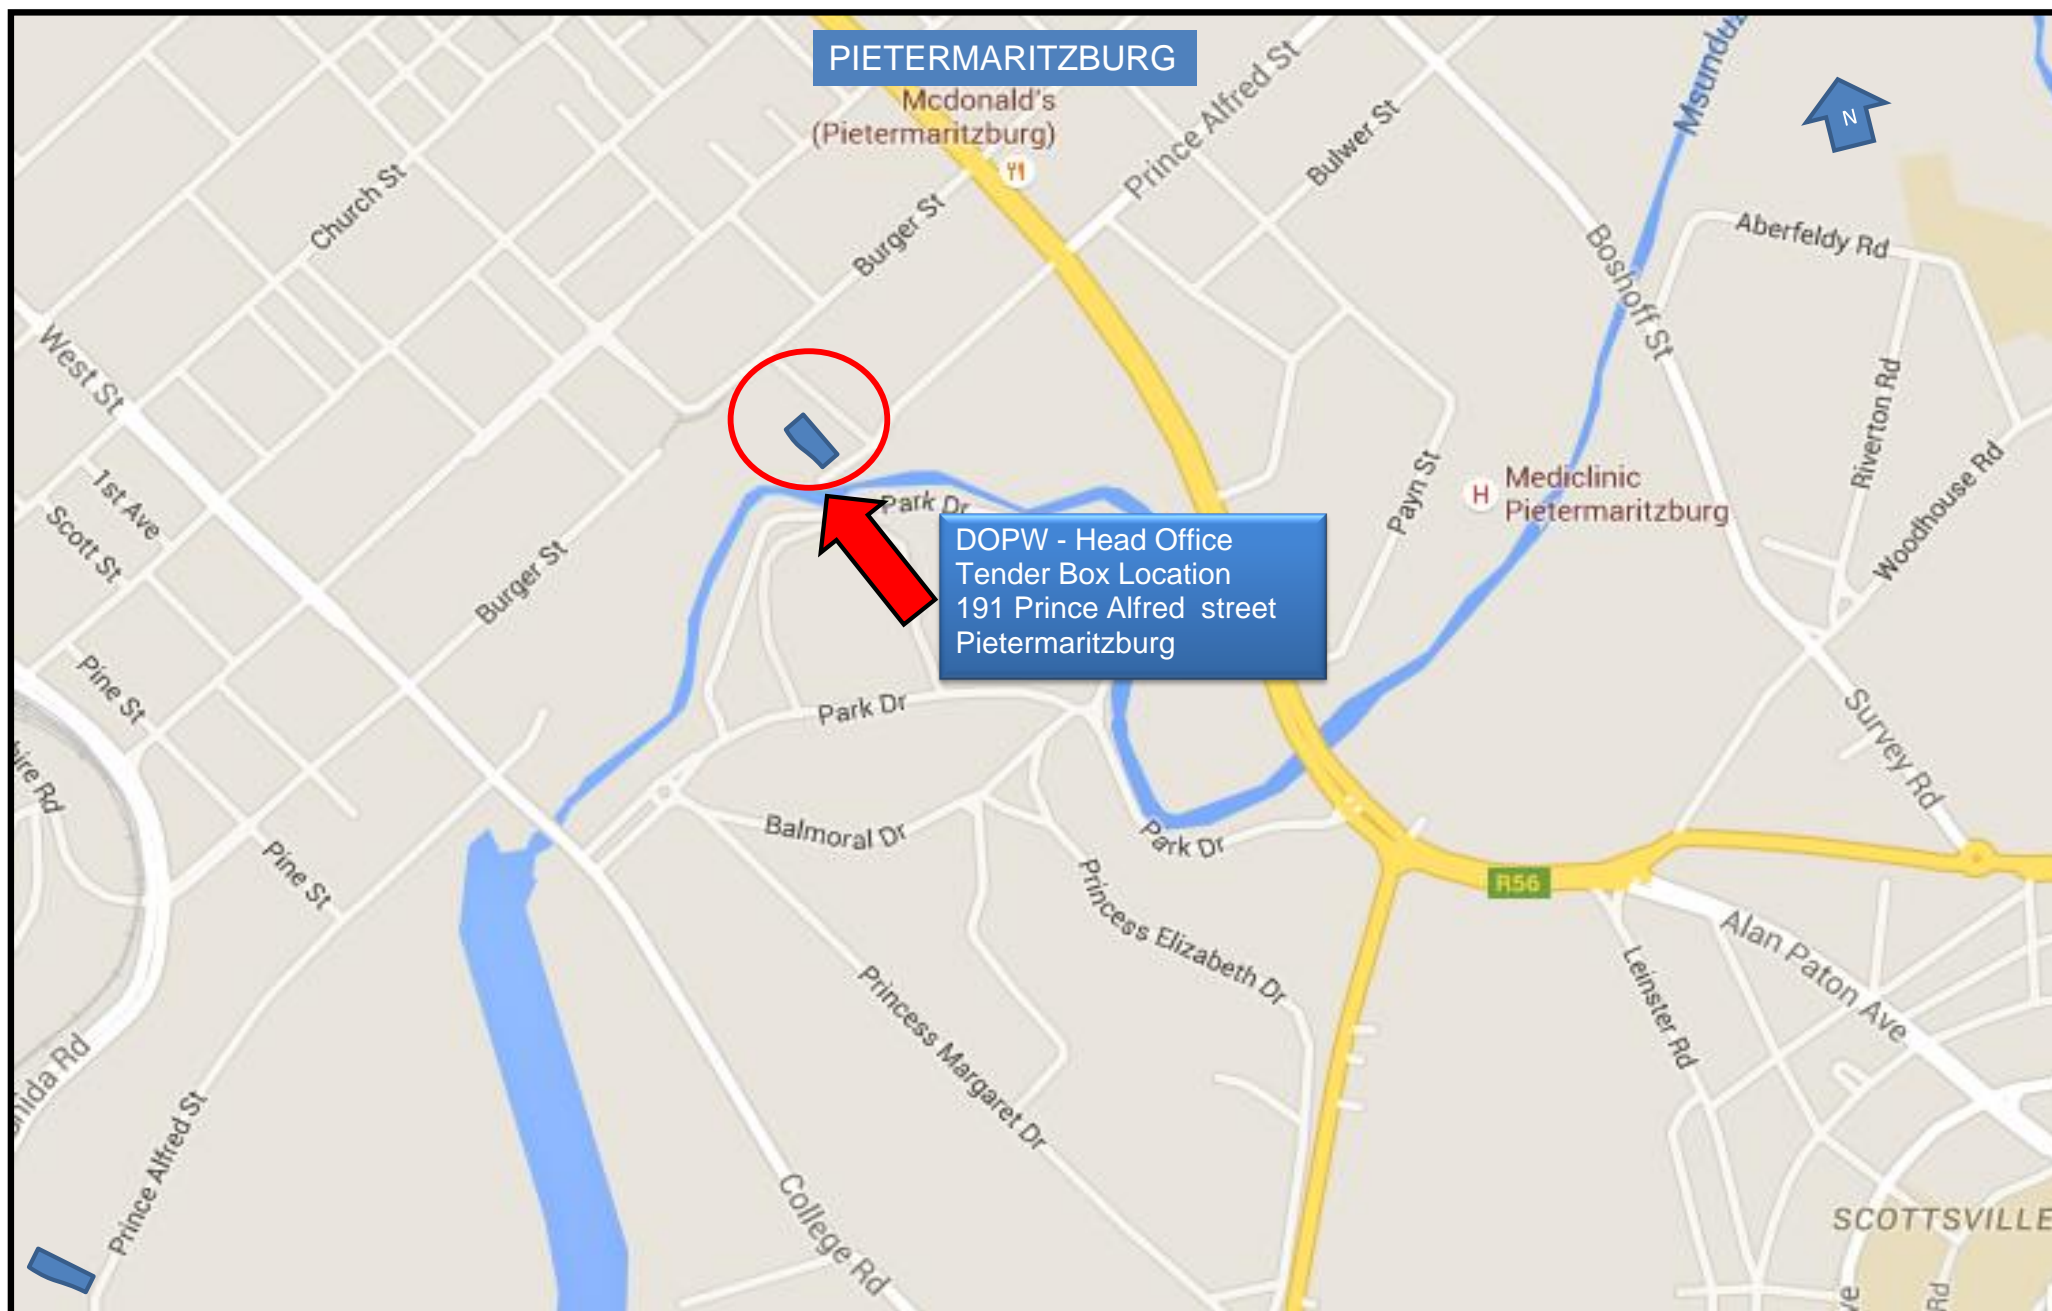 PIETERMARITZBURG
Mcdonald's
(Pietermaritzburg)
Prince Alfred St
Bulwer St
Msunduz
N
Church St
Burger St
Boshoff St
Aberfeldy Rd
West St
Riverton Rd
1st Ave
Scott St
Park Dr
Payn St
H
Mediclinic
Pietermaritzburg
Woodhouse Rd
DOPW - Head Office
Tender Box Location
191 Prince Alfred street
Pietermaritzburg
Burger St
Pine St
Park Dr
Survey Rd
Balmoral Dr
Park Dr
Pine St
R56
Princess Elizabeth Dr
Alan Paton Ave
Leinster Rd
Princess Margaret Dr
Prince Alfred St
College Rd
SCOTTSVILLE
Rd